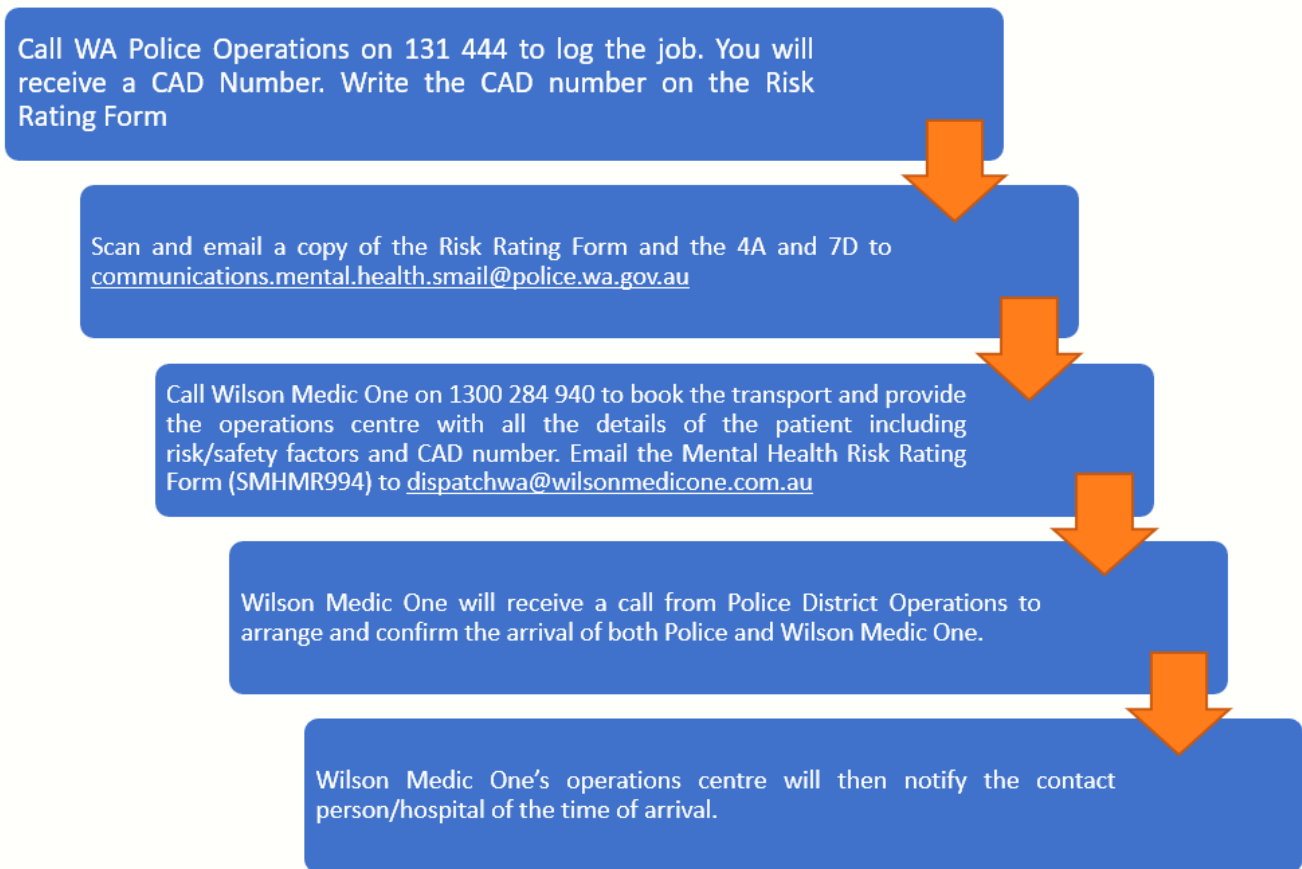 Call WA Police Operations on 131 444 to log the job. You will
receive a CAD Number. Write the CAD number on the Risk
Rating Form
Scan and email a copy of the Risk Rating Form and the 4A and 7D to
communications.mental.health.smail@police.wa.gov.au
Call Wilson Medic One on 1300 284 940 to book the transport and provide
the operations centre with all the details of the patient including
risk/safety factors and CAD number. Email the Mental Health Risk Rating
Form (SMHMR994) to dispatchwa@wilsonmedicone.com.au
Wilson Medic One will receive a call from Police District Operations to
arrange and confirm the arrival of both Police and Wilson Medic One.
Wilson Medic One's operations centre will then notify the contact
person/hospital of the time of arrival.